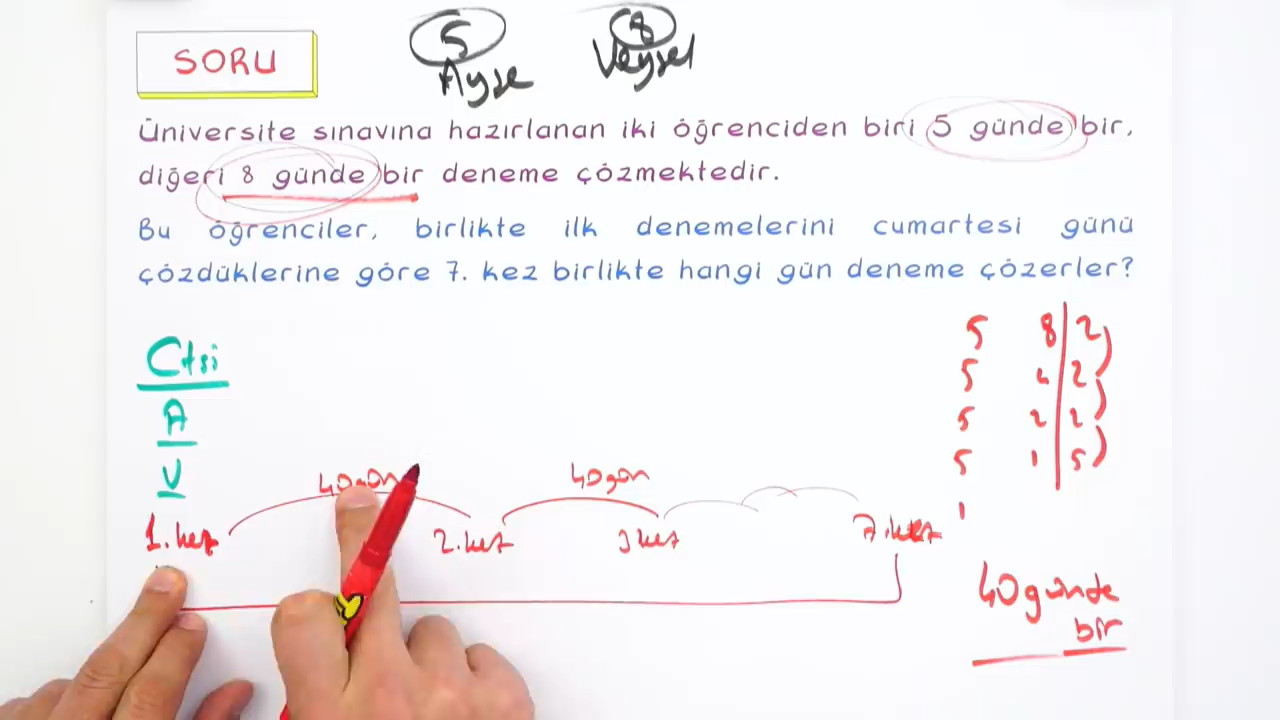 5 8
Ayşe Veysel
SORU
Üniversite sınavına hazırlanan iki öğrenciden biri 5 günde bir,
diğeri 8 günde bir deneme çözmektedir.
Bu öğrenciler, birlikte ilk denemelerini cumartesi günü
çözdüklerine göre 7. kez birlikte hangi gün deneme çözerler?
Ctsi
A
V
40 gün 40 gün
1. kez 2. kez 3 kez 7. kez
5 8 2
5 4 2
5 2 2
5 1 5
1
40 günde
bir